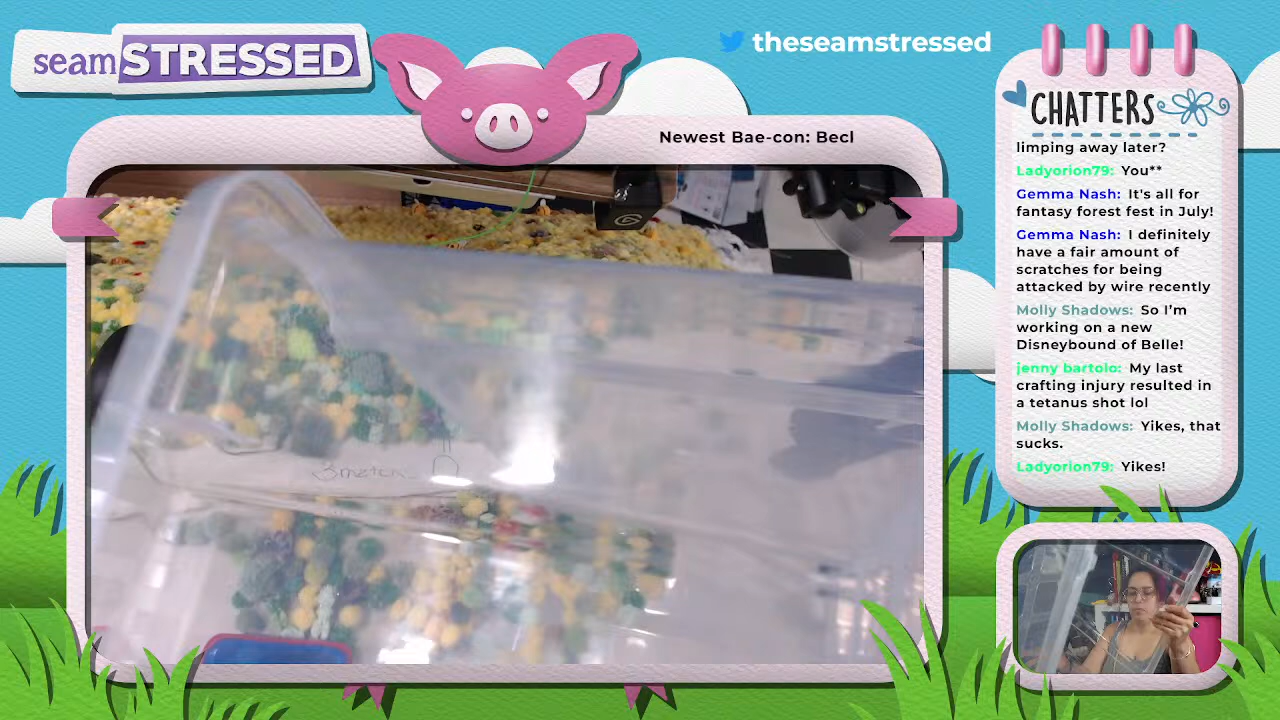 seamSTRESSED
theseamstressed
Newest Bae-con: Becl
CHATTERS
limping away later?
Ladyorion79: You**
Gemma Nash: It's all for
fantasy forest fest in July!
Gemma Nash: I definitely
have a fair amount of
scratches for being
attacked by wire recently
Molly Shadows: So I'm
working on a new
Disneybound of Belle!
jenny bartolo: My last
crafting injury resulted in
a tetanus shot lol
Molly Shadows: Yikes, that
sucks.
Ladyorion79: Yikes!